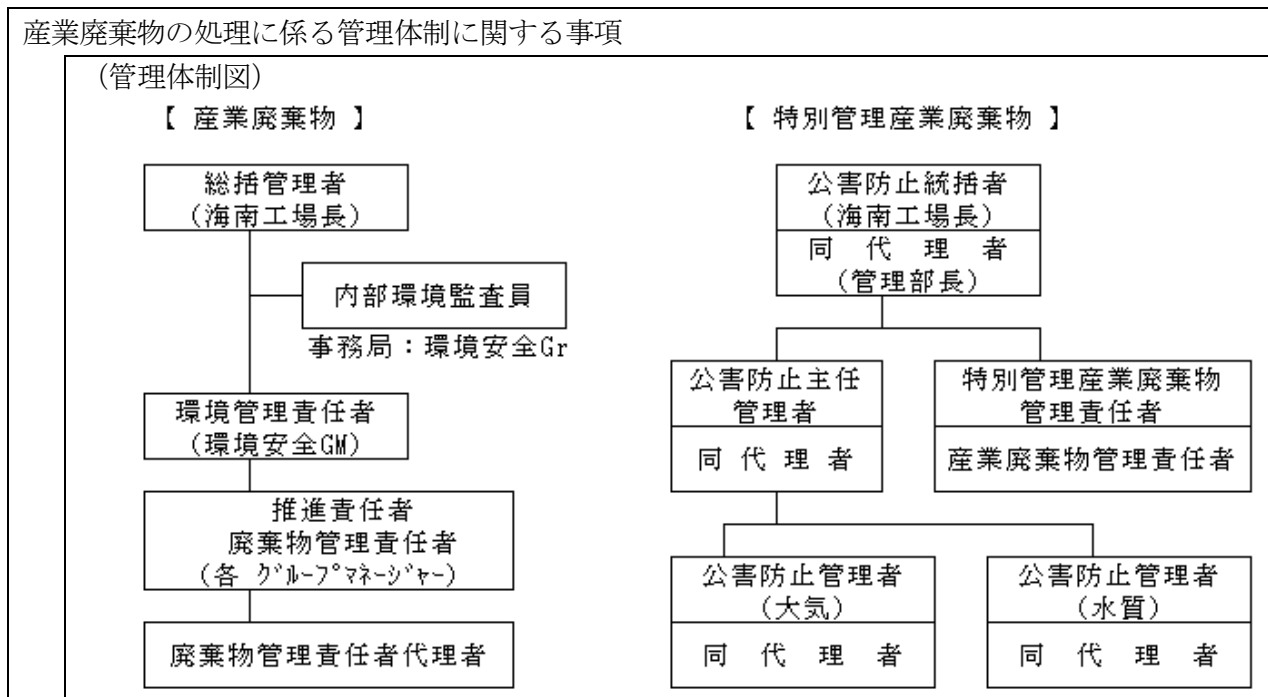 産業廃棄物の処理に係る管理体制に関する事項
（管理体制図）
【 産業廃棄物 】
総括管理者
（海南工場長）
内部環境監査員
事務局：環境安全Gr
環境管理責任者
（環境安全GM）
推進責任者
廃棄物管理責任者
（各 ｸﾞﾙｰﾌﾟﾏﾈｰｼﾞｬｰ）
廃棄物管理責任者代理者
【 特別管理産業廃棄物 】
公害防止統括者
（海南工場長）
同 代 理 者
（管理部長）
公害防止主任
管理者
同 代 理 者
特別管理産業廃棄物
管理責任者
産業廃棄物管理責任者
公害防止管理者
（大気）
同 代 理 者
公害防止管理者
（水質）
同 代 理 者